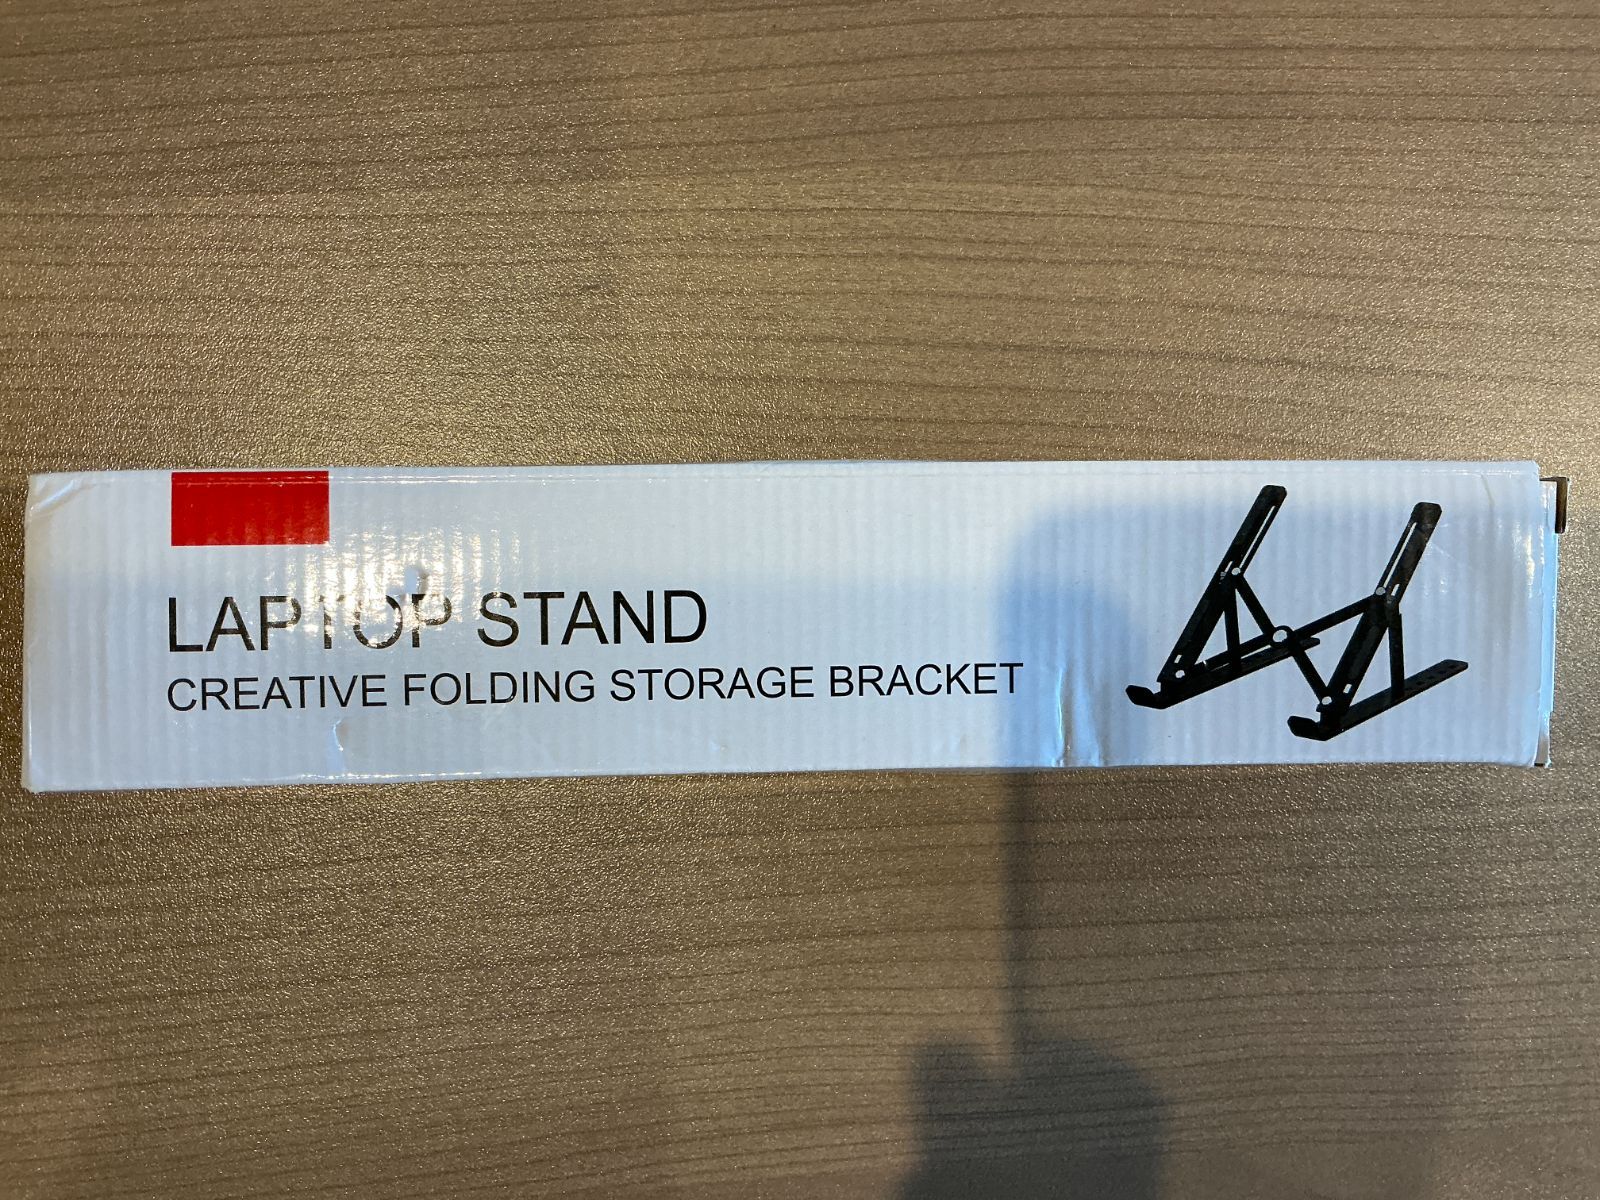 LAPTOP STAND
CREATIVE FOLDING STORAGE BRACKET